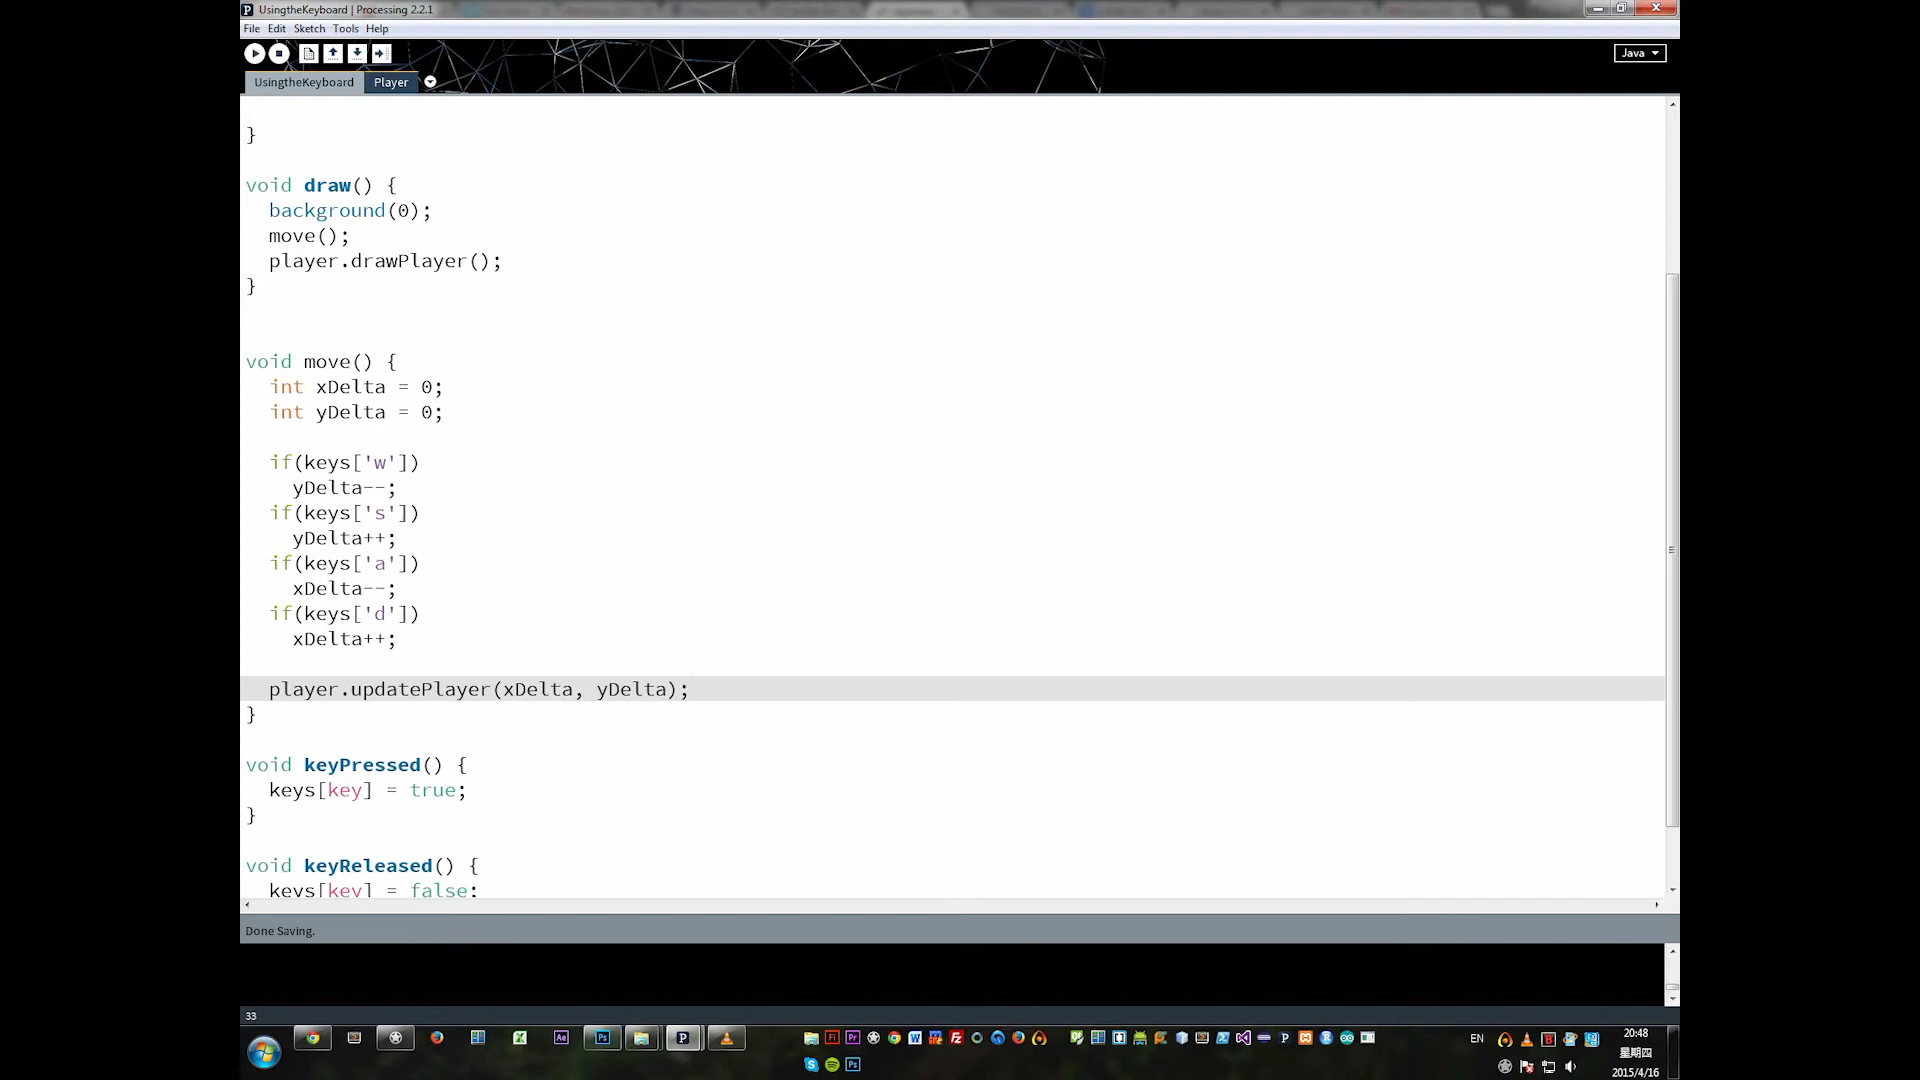 UsingtheKeyboard | Processing 2.2.1
File Edit Sketch Tools Help
Java
UsingtheKeyboard Player
}
void draw() {
background(0);
move();
player.drawPlayer();
}
void move() {
int xDelta = 0;
int yDelta = 0;
if(keys['w'])
yDelta--;
if(keys['s'])
yDelta++;
if(keys['a'])
xDelta--;
if(keys['d'])
xDelta++;
player.updatePlayer(xDelta, yDelta);
}
void keyPressed() {
keys[key] = true;
}
void keyReleased() {
keys[key] = false;
Done Saving.
33
EN
20:48
星期四
2015/4/16